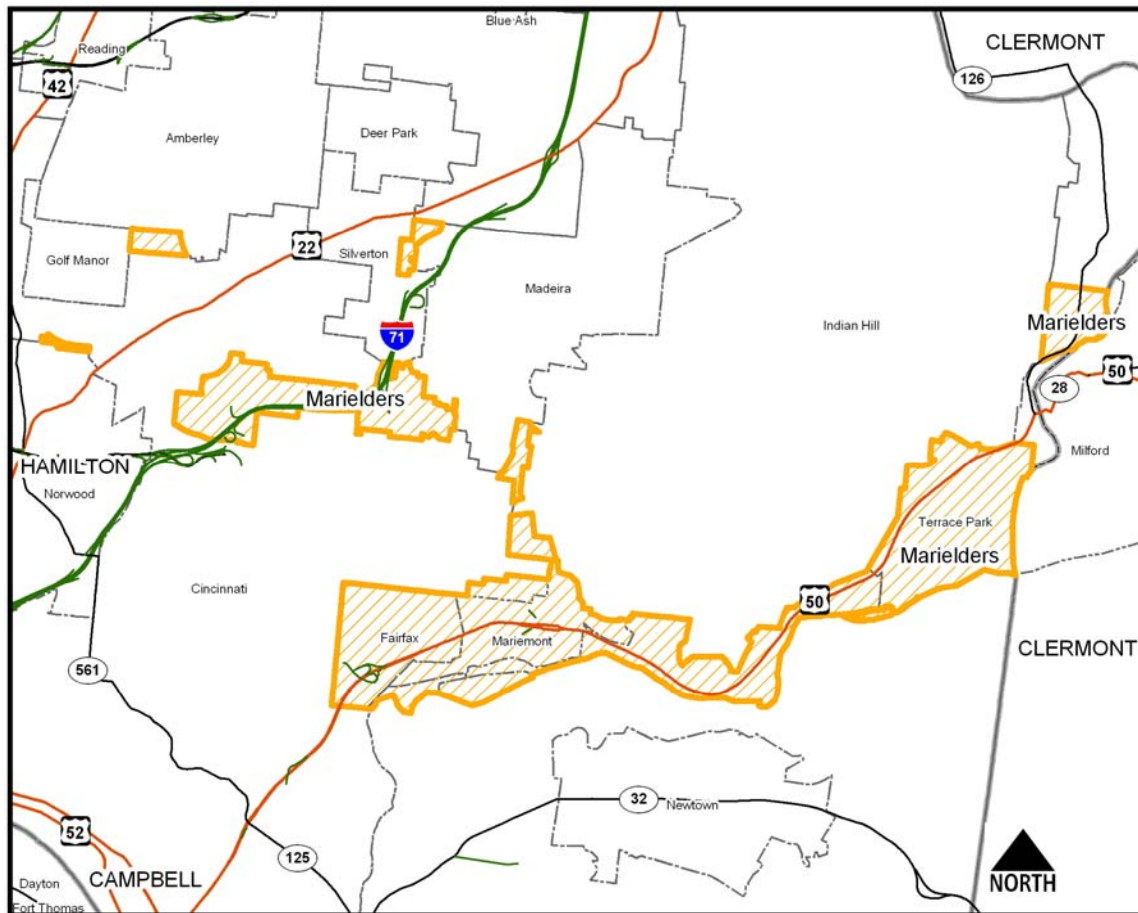 Blue Ash
CLERMONT
Reading
126
42
Deer Park
Amberley
22
Golf Manor
Silverton
Madeira
71
Indian Hill
Marielders
50
28
Marielders
Milford
HAMILTON
Norwood
Terrace Park
Marielders
Cincinnati
50
Fairfax
Mariemont
CLERMONT
561
32
Newtown
52
125
CAMPBELL
Dayton
Fort Thomas
NORTH